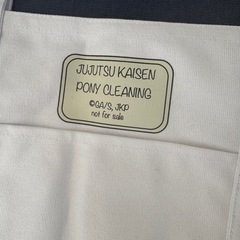 JUJUTSU KAISEN
PONY CLEANING
©GA/S, JKP
not for sale